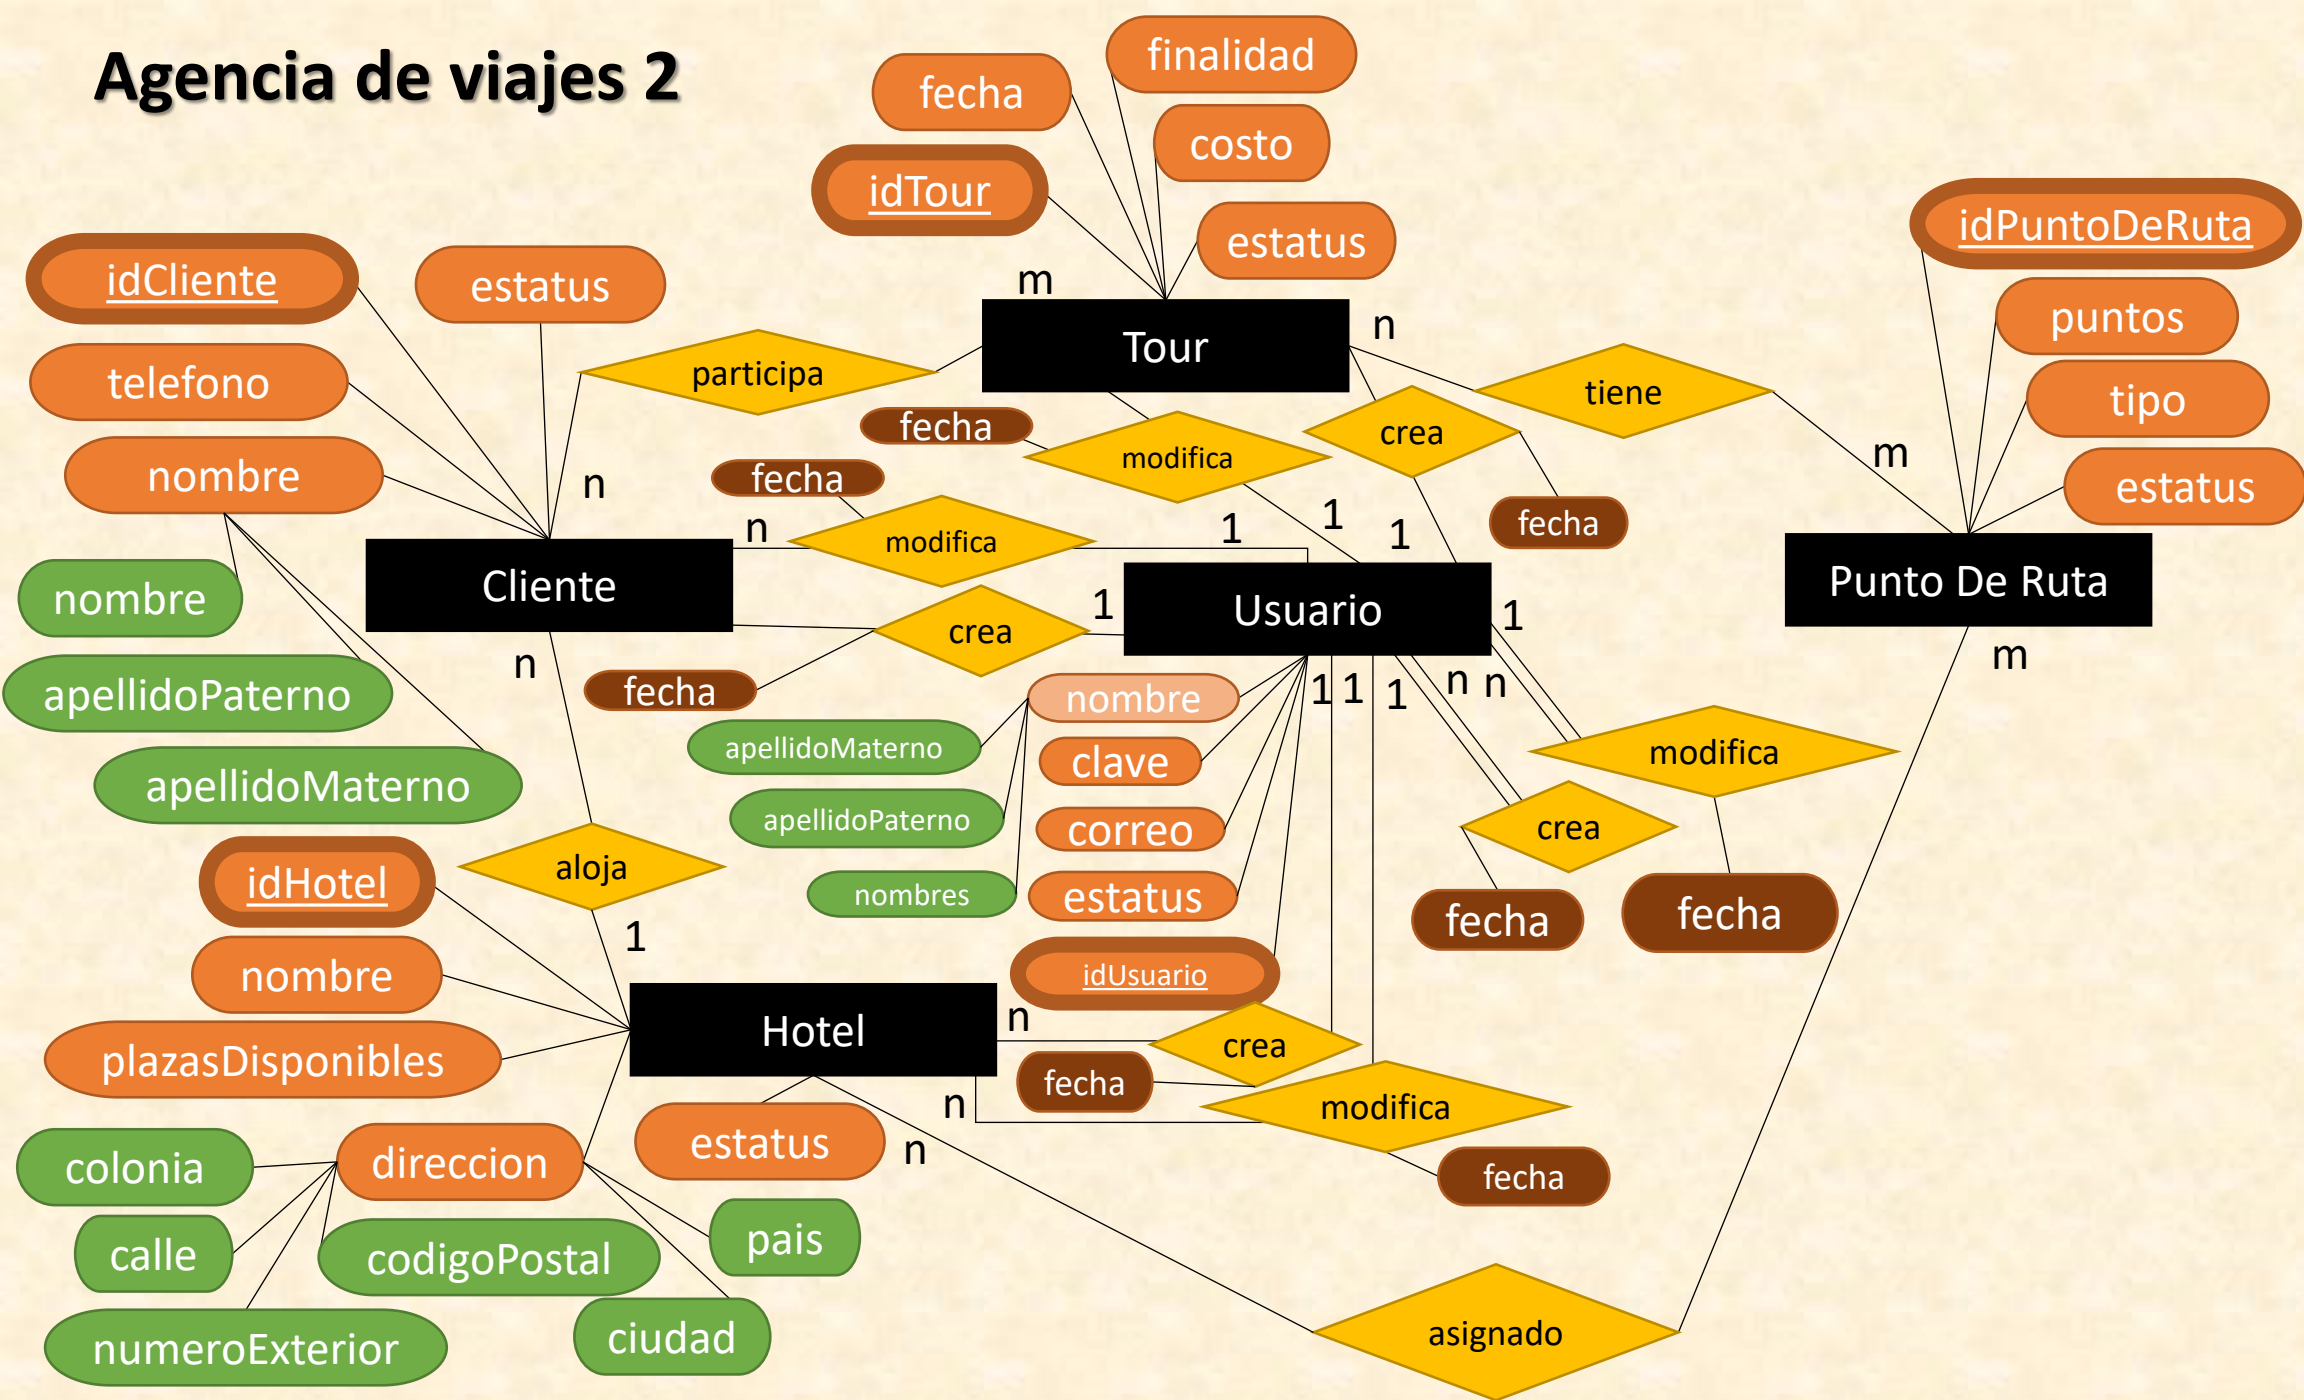 Agencia de viajes 2
finalidad
fecha
costo
idTour
estatus
idPuntoDeRuta
idCliente
estatus
m
puntos
Tour
n
telefono
participa
tiene
tipo
fecha
crea
modifica
m
nombre
fecha
n
estatus
n
modifica
1
1
1
fecha
Cliente
nombre
crea
1
Usuario
1
Punto De Ruta
n
fecha
nombre
1
1
1
n
n
m
apellidoPaterno
apellidoMaterno
clave
modifica
apellidoMaterno
apellidoPaterno
correo
crea
aloja
idHotel
nombres
estatus
fecha
fecha
1
nombre
idUsuario
Hotel
n
crea
plazasDisponibles
fecha
n
modifica
estatus
n
colonia
direccion
fecha
calle
codigoPostal
pais
numeroExterior
ciudad
asignado